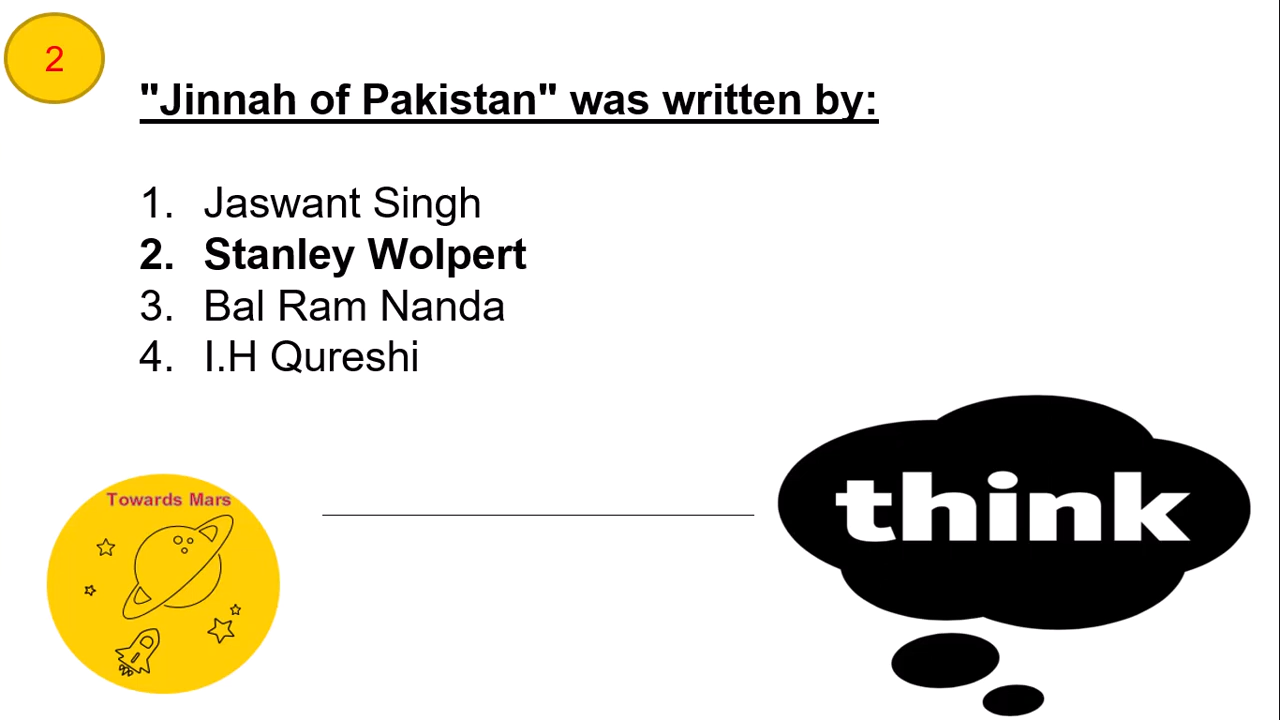 2
"Jinnah of Pakistan" was written by:
1. Jaswant Singh
2. Stanley Wolpert
3. Bal Ram Nanda
4. I.H Qureshi
think
Towards Mars